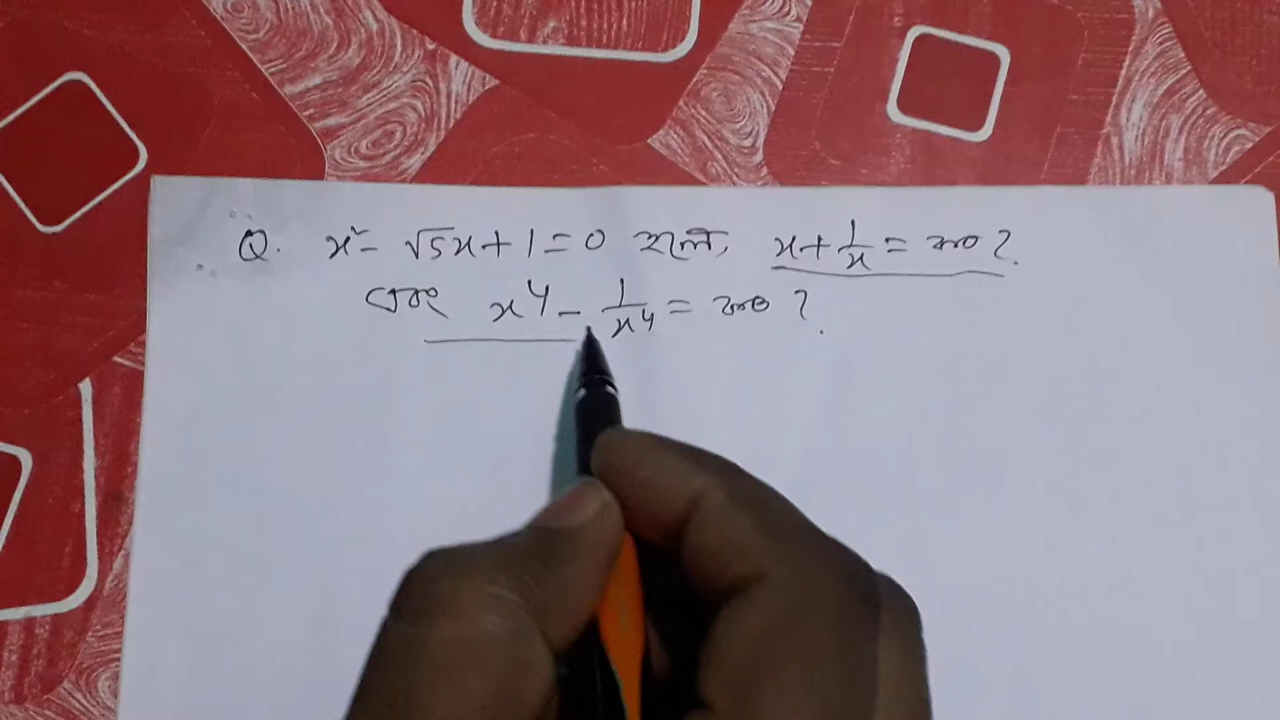 Q. x² - √5x + 1 = 0 হলে, x + 1/x = কত ?
এবং x⁴ - 1/x⁴ = কত ?